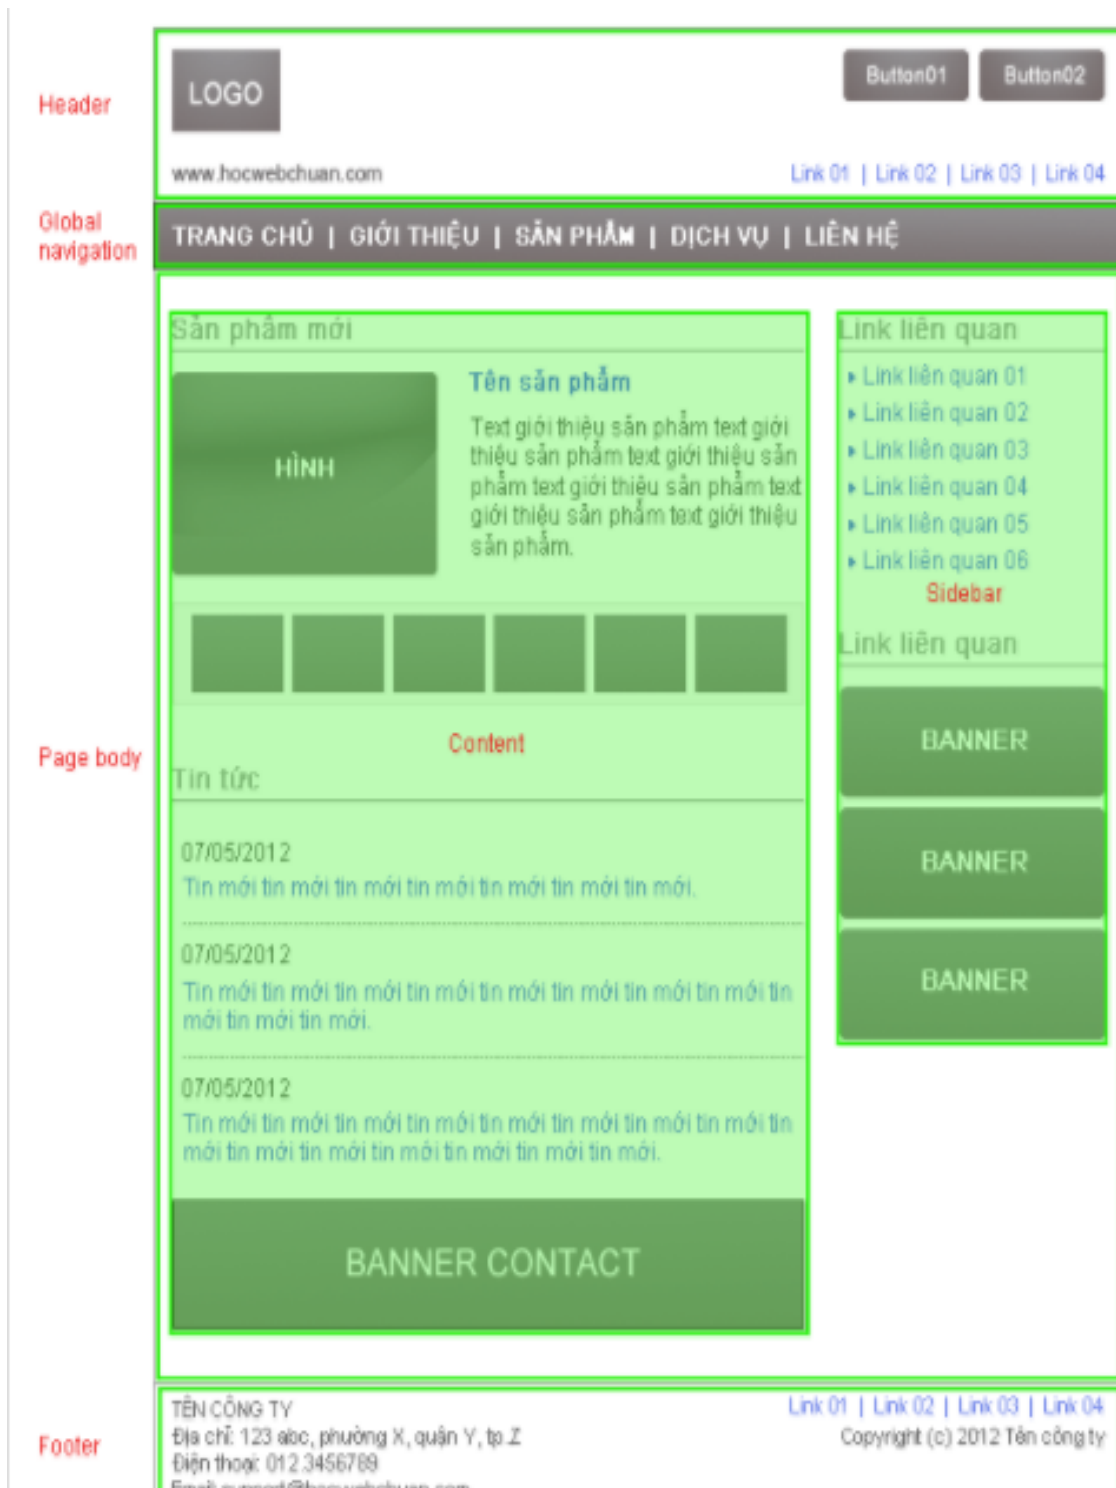 Header
LOGO
Button01 Button02
www.hocwebchuan.com
Link 01 | Link 02 | Link 03 | Link 04
Global
navigation
TRANG CHỦ | GIỚI THIỆU | SẢN PHẨM | DỊCH VỤ | LIÊN HỆ
Page body
Sản phẩm mới
HÌNH
Tên sản phẩm
Text giới thiệu sản phẩm text giới
thiệu sản phẩm text giới thiệu sản
phẩm text giới thiệu sản phẩm text
giới thiệu sản phẩm text giới thiệu
sản phẩm.
Content
Tin tức
07/05/2012
Tin mới tin mới tin mới tin mới tin mới tin mới tin mới.
07/05/2012
Tin mới tin mới tin mới tin mới tin mới tin mới tin mới tin
mới tin mới tin mới.
07/05/2012
Tin mới tin mới tin mới tin mới tin mới tin mới tin mới tin
mới tin mới tin mới tin mới tin mới tin mới tin mới.
BANNER CONTACT
Link liên quan
Link liên quan 01
Link liên quan 02
Link liên quan 03
Link liên quan 04
Link liên quan 05
Link liên quan 06
Sidebar
Link liên quan
BANNER
BANNER
BANNER
Footer
TÊN CÔNG TY
Địa chỉ: 123 abc, phường X, quận Y, tp.Z
Điện thoại: 012.3456789
Email: support@hocwebchuan.com
Link 01 | Link 02 | Link 03 | Link 04
Copyright (c) 2012 Tên công ty